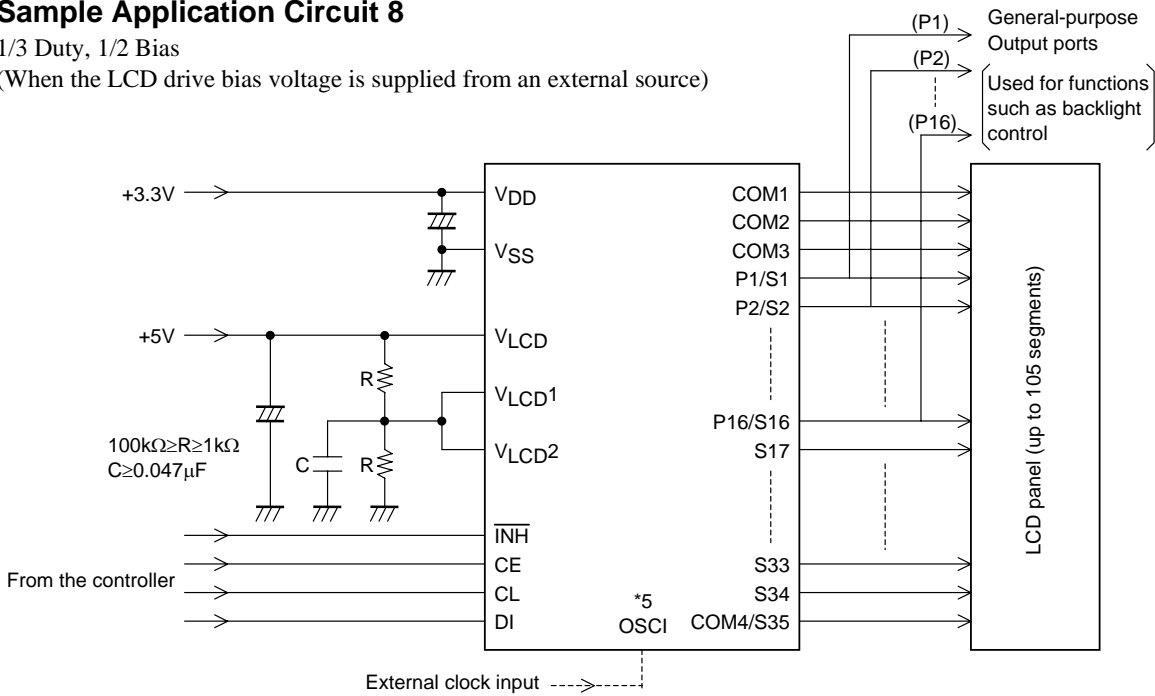 Sample Application Circuit 8
1/3 Duty, 1/2 Bias
(When the LCD drive bias voltage is supplied from an external source)
(P1)
General-purpose
Output ports
(P2)
Used for functions
such as backlight
control
(P16)
+3.3V
VDD
VSS
+5V
VLCD
R
VLCD1
100kΩ≥R≥1kΩ
C≥0.047μF
C
R
VLCD2
INH
From the controller
CE
CL
DI
*5
OSCI
External clock input
COM1
COM2
COM3
P1/S1
P2/S2
P16/S16
S17
S33
S34
COM4/S35
LCD panel (up to 105 segments)